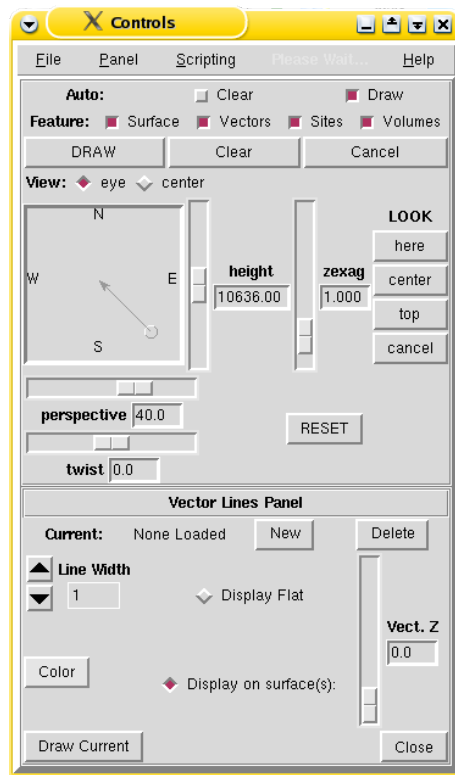 X Controls
File Panel Scripting Please Wait... Help
Auto: Clear Draw
Feature: Surface Vectors Sites Volumes
DRAW Clear Cancel
View: eye center
N
W
E
S
height
10636.00
zexag
1.000
LOOK
here
center
top
cancel
perspective 40.0
RESET
twist 0.0
Vector Lines Panel
Current: None Loaded New Delete
Line Width
1
Display Flat
Vect. Z
0.0
Color
Display on surface(s):
Draw Current Close